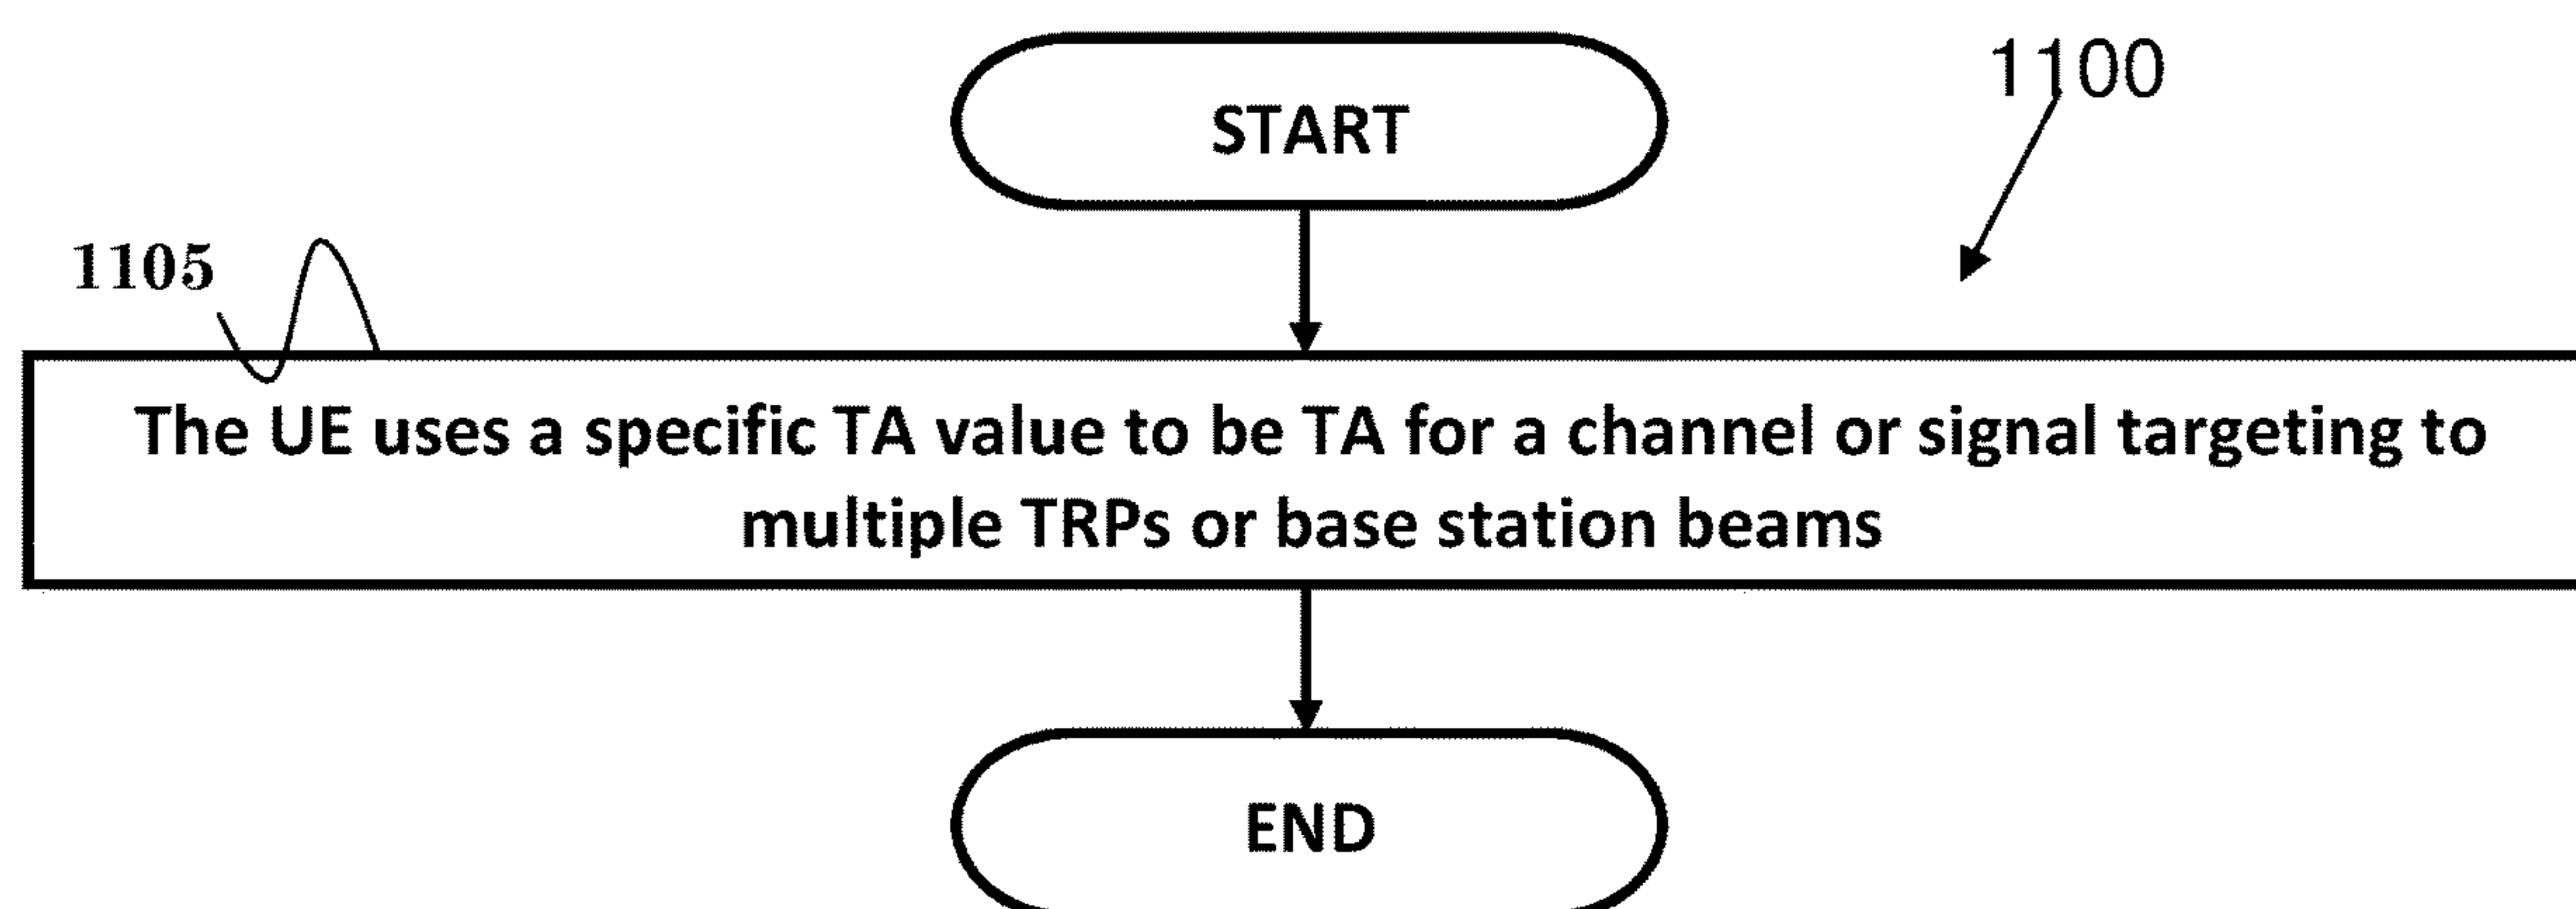 START
1100
1105
The UE uses a specific TA value to be TA for a channel or signal targeting to
multiple TRPs or base station beams
END